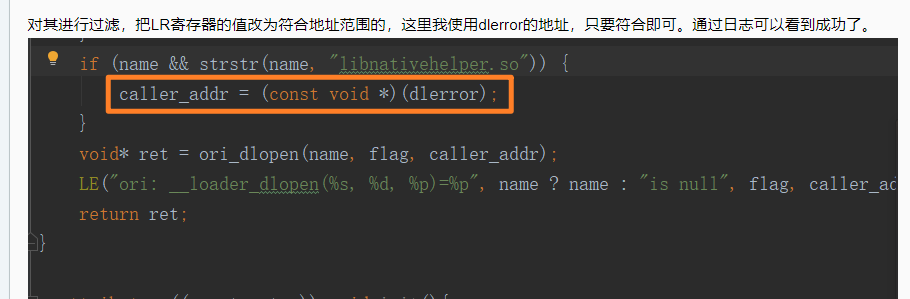 对其进行过滤，把LR寄存器的值改为符合地址范围的，这里我使用dlerror的地址，只要符合即可。通过日志可以看到成功了。
}
if (name && strstr(name, "libnativehelper.so")) {
caller_addr = (const void *)(dlerror);
}
void* ret = ori_dlopen(name, flag, caller_addr);
LE("ori: __loader_dlopen(%s, %d, %p)=%p", name ? name : "is null", flag, caller_ad
return ret;
}